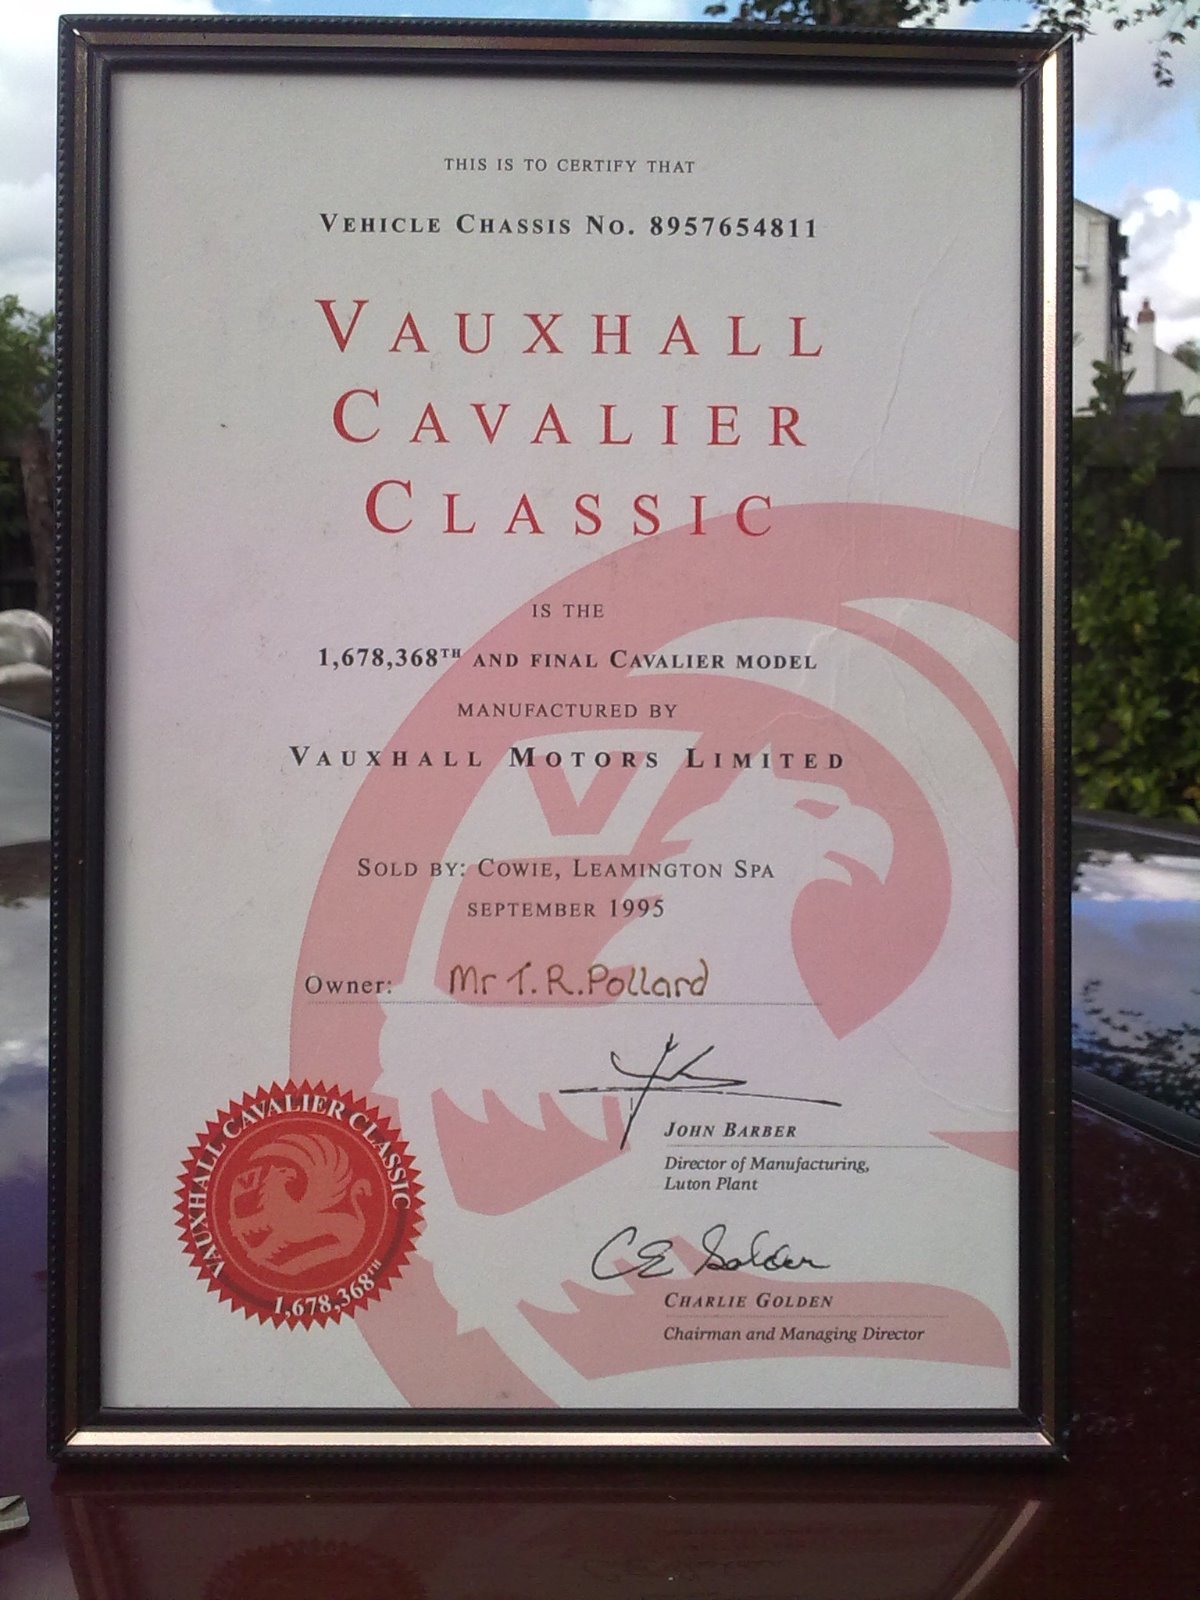 THIS IS TO CERTIFY THAT
VEHICLE CHASSIS NO. 8957654811
VAUXHALL
CAVALIER
CLASSIC
IS THE
1,678,368TH AND FINAL CAVALIER MODEL
MANUFACTURED BY
VAUXHALL MOTORS LIMITED
SOLD BY: COWIE, LEAMINGTON SPA
SEPTEMBER 1995
Owner: Mr T.R.Pollard
JOHN BARBER
Director of Manufacturing,
Luton Plant
CE Golden
CHARLIE GOLDEN
Chairman and Managing Director
VAUXHALL CAVALIER CLASSIC
1,678,368TH